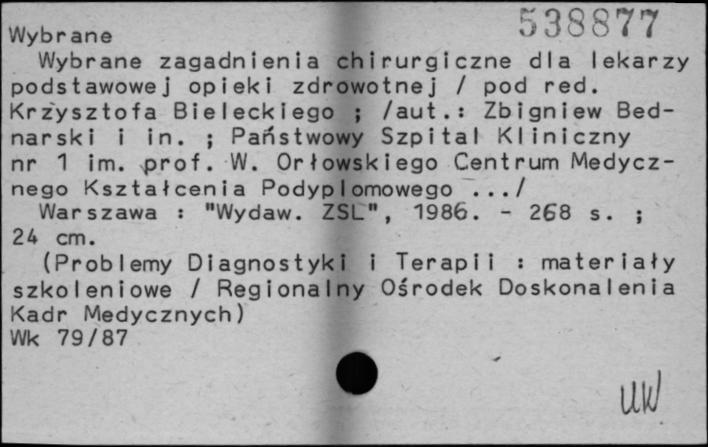 538877
Wybrane
Wybrane zagadnienia chirurgiczne dla lekarzy
podstawowej opieki zdrowotnej / pod red.
Krzysztofa Bieleckiego ; /aut.: Zbigniew Bed-
narski i in. ; Państwowy Szpital Kliniczny
nr 1 im. prof. W. Orłowskiego Centrum Medycz-
nego Kształcenia Podyplomowego .../
Warszawa : "Wydaw. ZSL", 1986. - 268 s. ;
24 cm.
(Problemy Diagnostyki i Terapii : materiały
szkoleniowe / Regionalny Ośrodek Doskonalenia
Kadr Medycznych)
Wk 79/87
UW